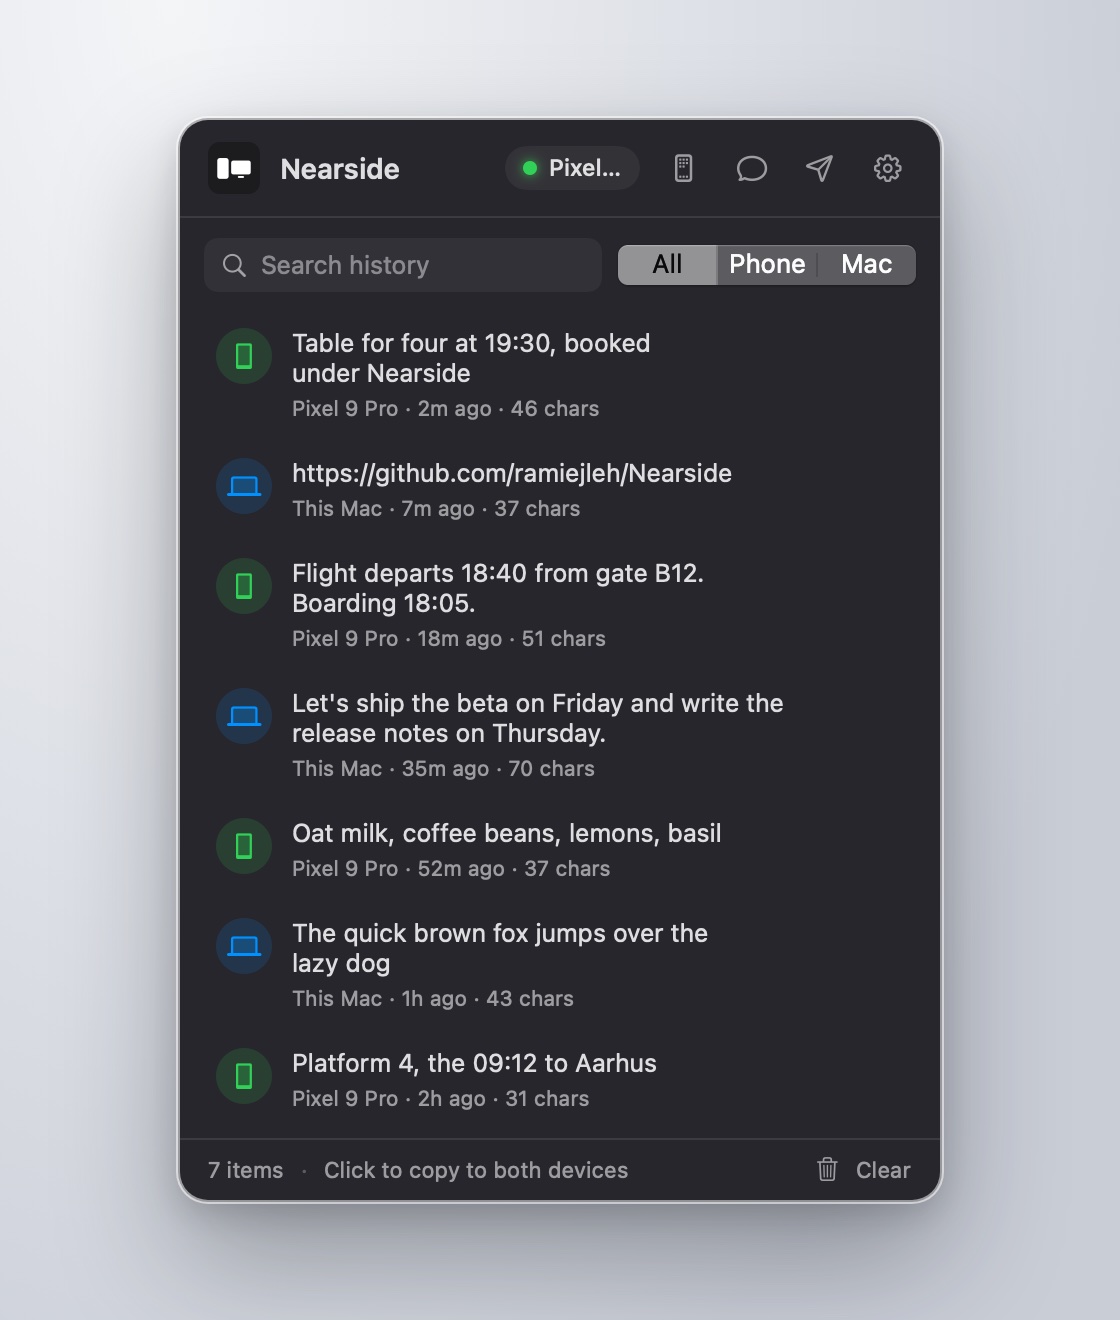 Nearside
Pixel...
Search history
All
Phone
Mac
Table for four at 19:30, booked
under Nearside
Pixel 9 Pro · 2m ago · 46 chars
https://github.com/ramiejleh/Nearside
This Mac · 7m ago · 37 chars
Flight departs 18:40 from gate B12.
Boarding 18:05.
Pixel 9 Pro · 18m ago · 51 chars
Let's ship the beta on Friday and write the
release notes on Thursday.
This Mac · 35m ago · 70 chars
Oat milk, coffee beans, lemons, basil
Pixel 9 Pro · 52m ago · 37 chars
The quick brown fox jumps over the
lazy dog
This Mac · 1h ago · 43 chars
Platform 4, the 09:12 to Aarhus
Pixel 9 Pro · 2h ago · 31 chars
7 items · Click to copy to both devices
Clear